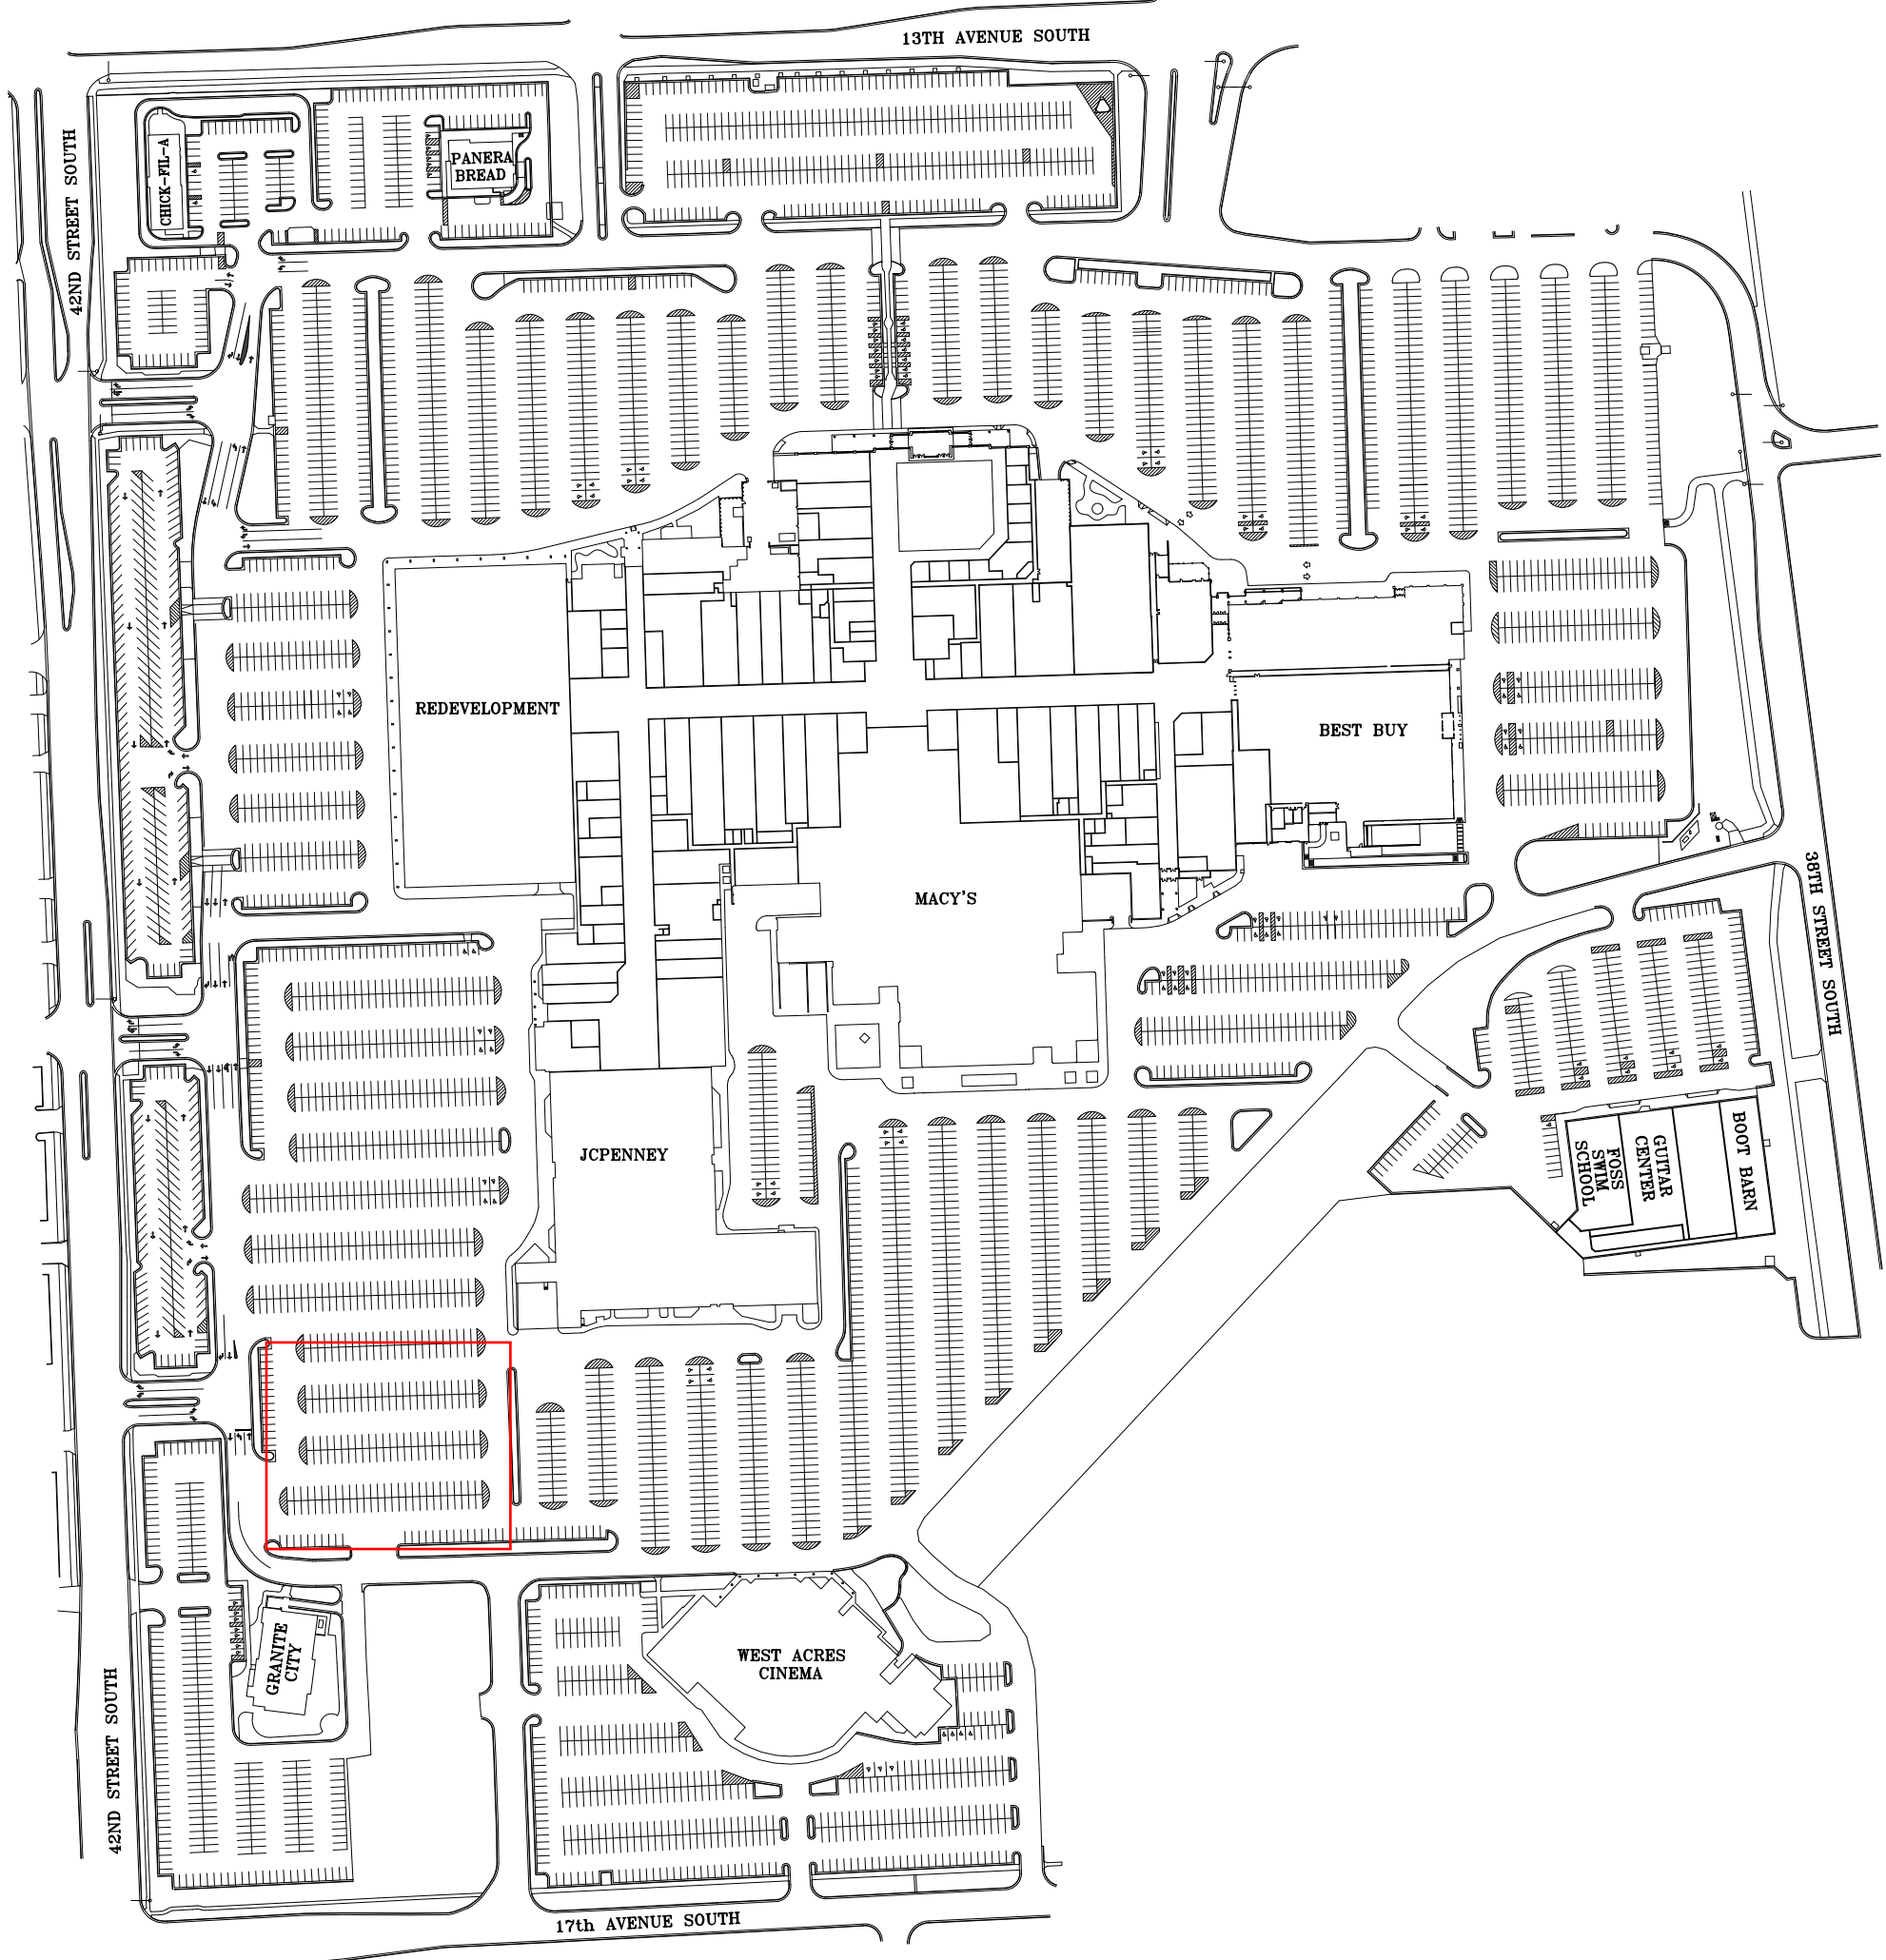 13TH AVENUE SOUTH
42ND STREET SOUTH
CHICK-FIL-A
PANERA
BREAD
REDEVELOPMENT
BEST BUY
MACY'S
38TH STREET SOUTH
JCPENNEY
FOSS
SWIM
SCHOOL
GUITAR
CENTER
BOOT BARN
GRANITE
CITY
WEST ACRES
CINEMA
42ND STREET SOUTH
17th AVENUE SOUTH